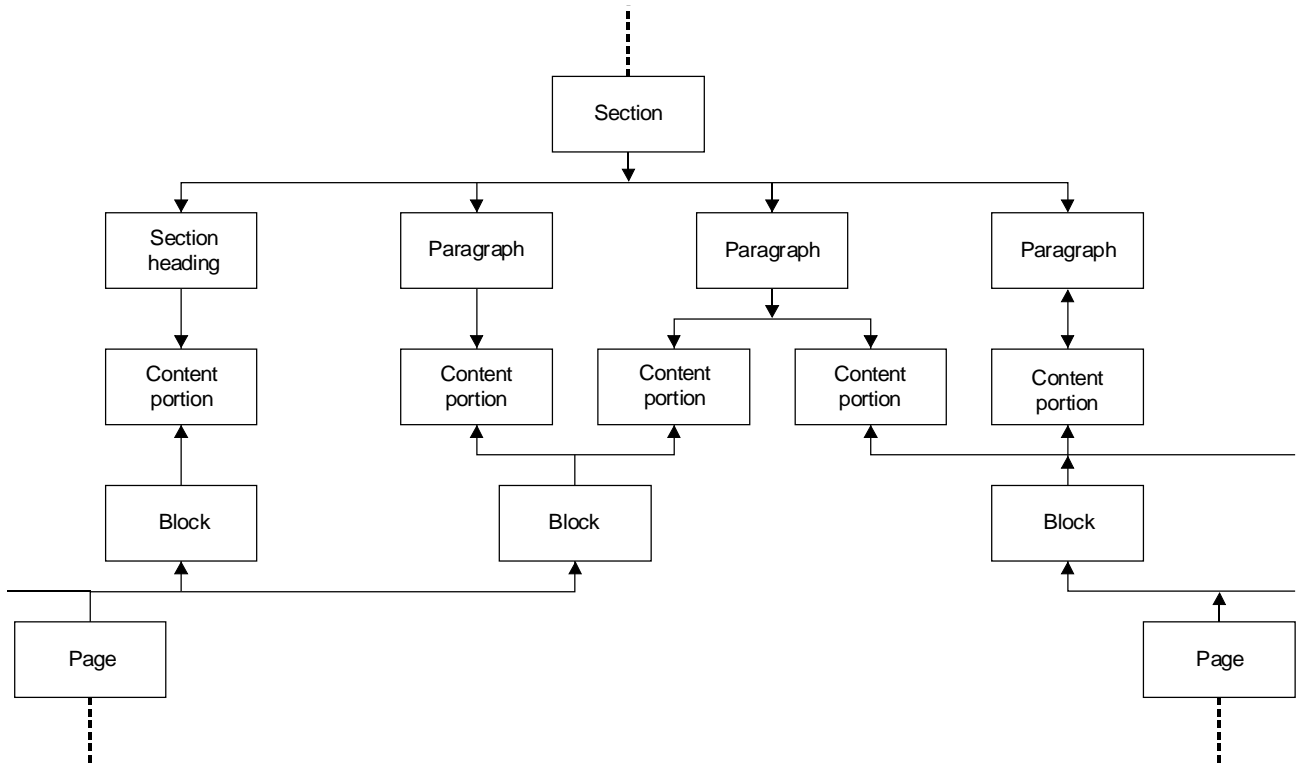 Section
Section
heading
Paragraph
Paragraph
Paragraph
Content
portion
Content
portion
Content
portion
Content
portion
Content
portion
Block
Block
Block
Page
Page